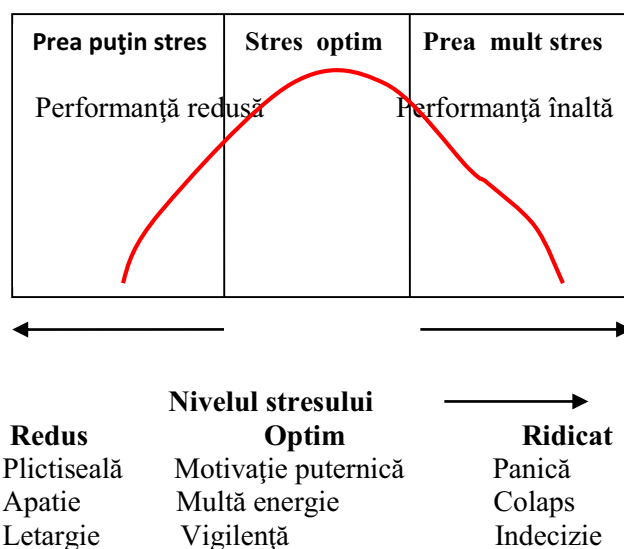 Prea puţin stres Stres optim Prea mult stres
Performanţă redusă Performanţă înaltă
Nivelul stresului
Redus Optim Ridicat
Plictiseală Motivaţie puternică Panică
Apatie Multă energie Colaps
Letargie Vigilenţă Indecizie